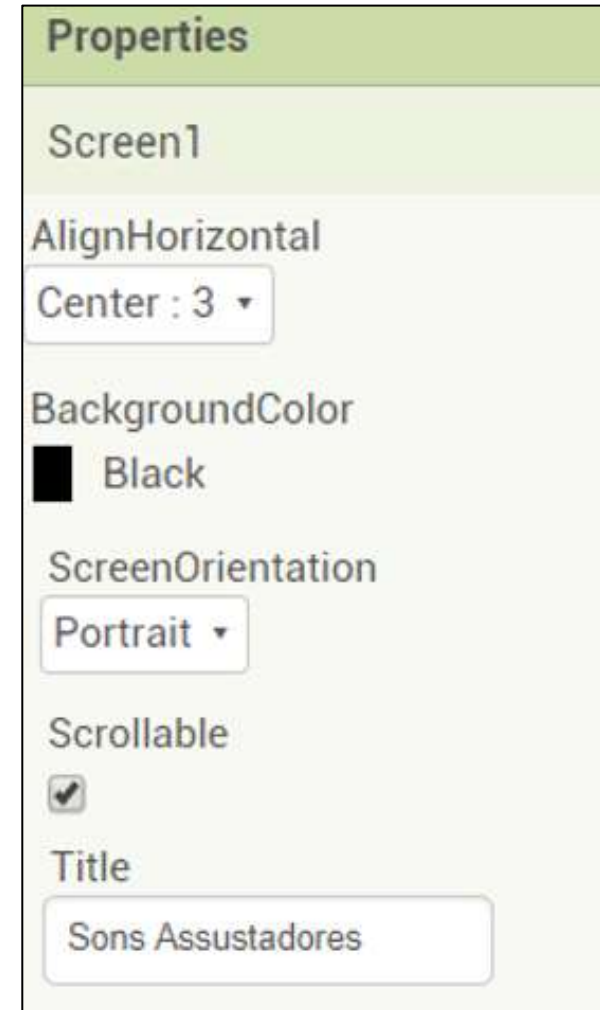 Properties
Screen1
AlignHorizontal
Center : 3
BackgroundColor
Black
ScreenOrientation
Portrait
Scrollable
Title
Sons Assustadores